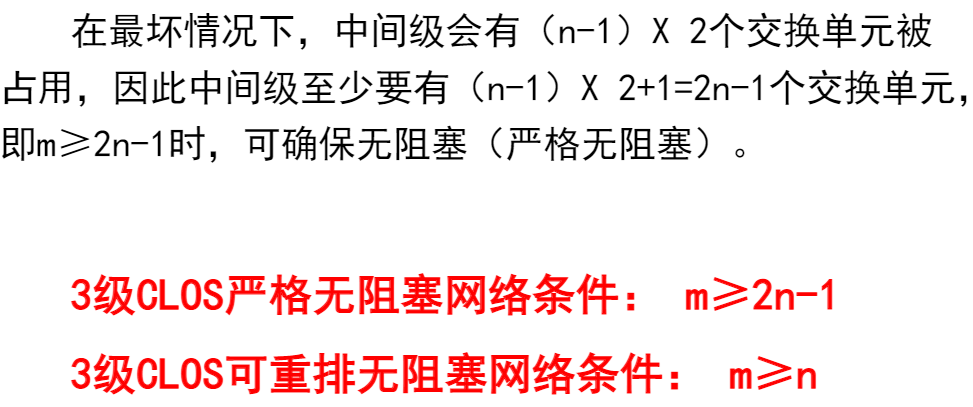 在最坏情况下，中间级会有（n-1）X 2个交换单元被
占用，因此中间级至少要有（n-1）X 2+1=2n-1个交换单元，
即m≥2n-1时，可确保无阻塞（严格无阻塞）。
3级CLOS严格无阻塞网络条件： m≥2n-1
3级CLOS可重排无阻塞网络条件： m≥n